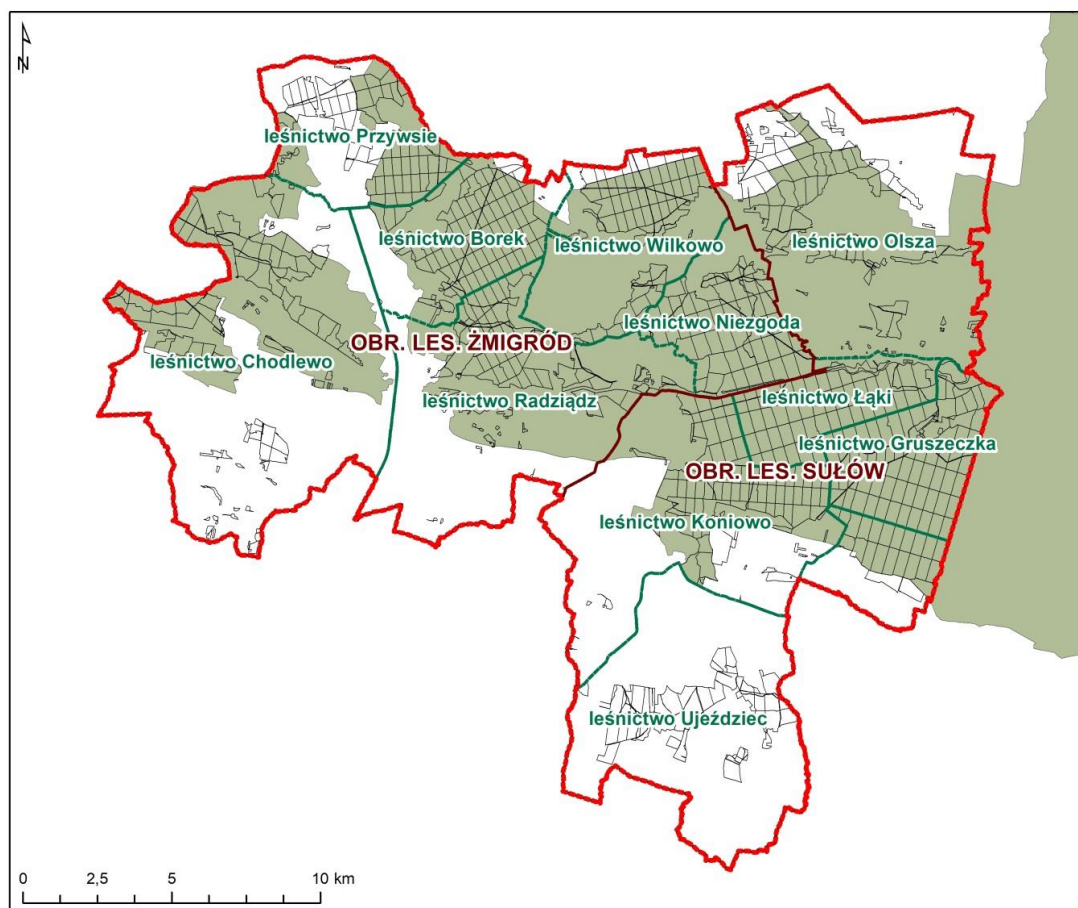 N
leśnictwo Przywsie
leśnictwo Borek
leśnictwo Wilkowo
leśnictwo Olsza
leśnictwo Niezgoda
OBR. LES. ŻMIGRÓD
leśnictwo Chodlewo
leśnictwo Radziądz
leśnictwo Łąki
leśnictwo Gruszeczka
OBR. LES. SUŁÓW
leśnictwo Koniowo
leśnictwo Ujeździec
0 2,5 5 10 km